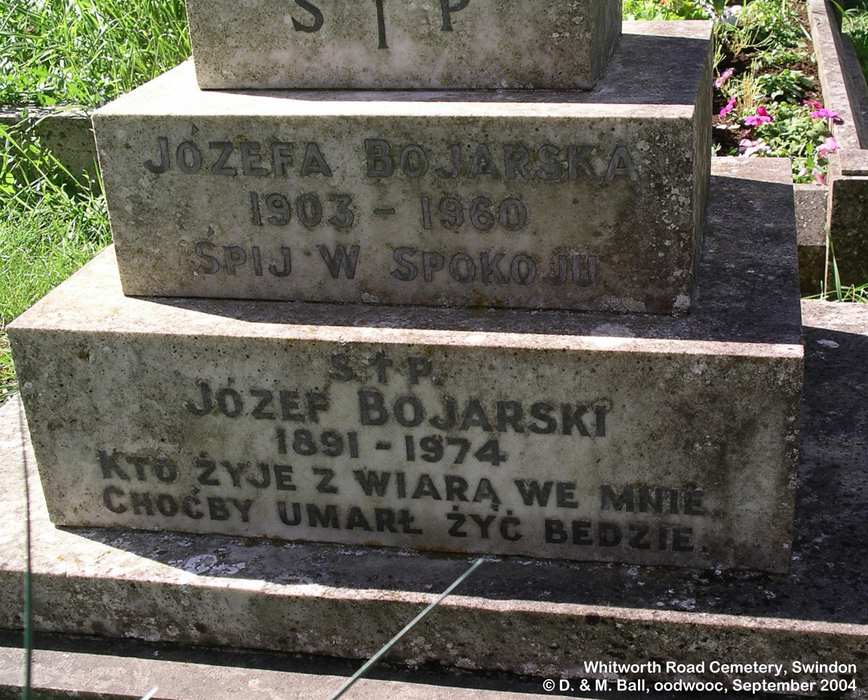 S † P
JÓZEFA BOJARSKA
1903 - 1960
ŚPIJ W SPOKOJU
S † P.
JÓZEF BOJARSKI
1891 - 1974
KTO ŻYJE Z WIARĄ WE MNIE.
CHOĆBY UMARŁ ŻYĆ BEDZIE.
Whitworth Road Cemetery, Swindon
© D. & M. Ball, oodwooc, September 2004